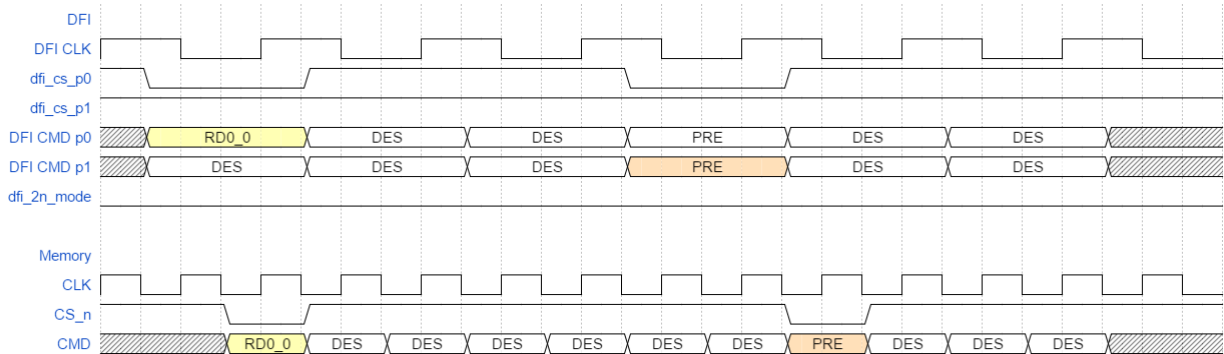 DFI
DFI CLK
dfi_cs_p0
dfi_cs_p1
DFI CMD p0 RD0_0 DES DES PRE DES DES
DFI CMD p1 DES DES DES PRE DES DES
dfi_2n_mode
Memory
CLK
CS_n
CMD RD0_0 DES DES DES DES DES DES PRE DES DES DES